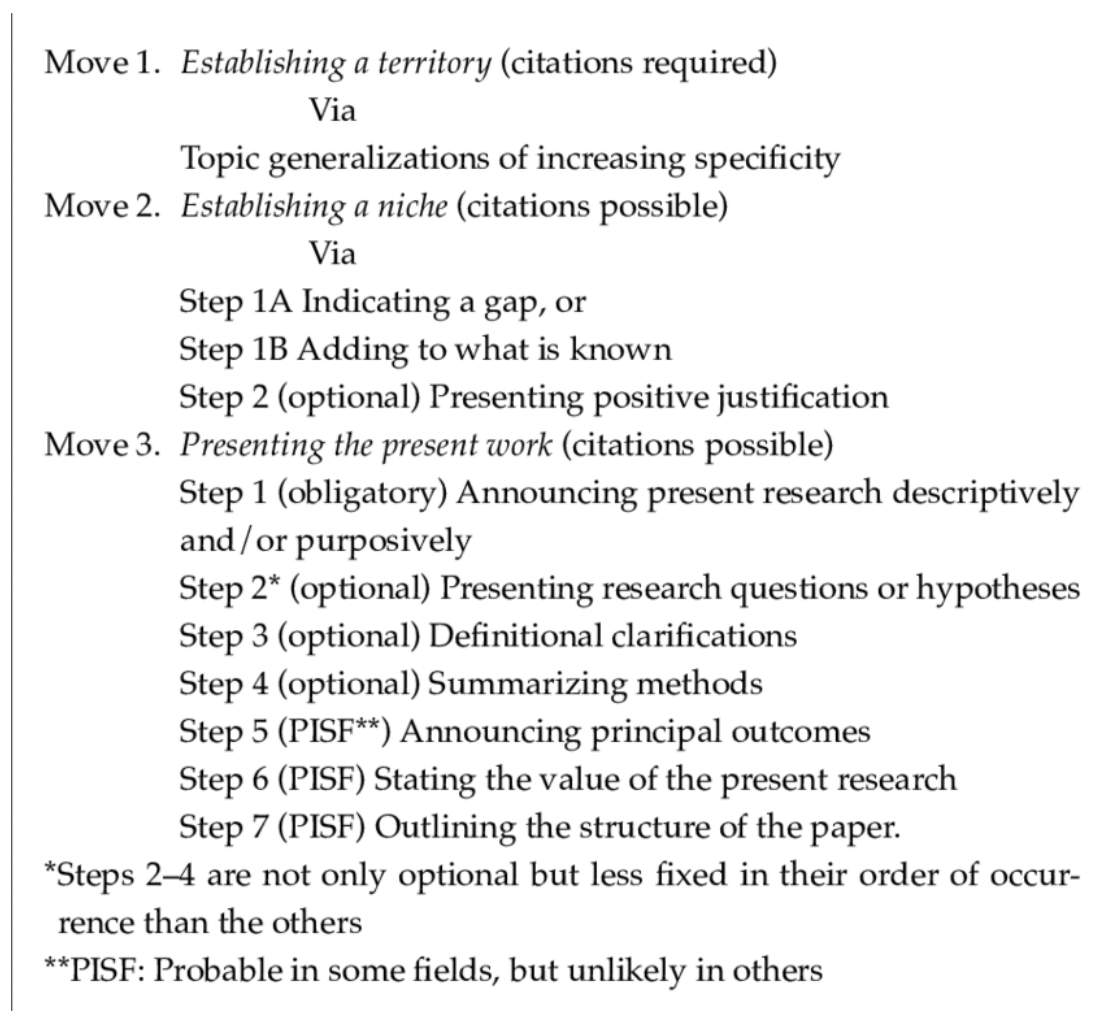 Move 1. Establishing a territory (citations required)
Via
Topic generalizations of increasing specificity
Move 2. Establishing a niche (citations possible)
Via
Step 1A Indicating a gap, or
Step 1B Adding to what is known
Step 2 (optional) Presenting positive justification
Move 3. Presenting the present work (citations possible)
Step 1 (obligatory) Announcing present research descriptively
and/or purposively
Step 2* (optional) Presenting research questions or hypotheses
Step 3 (optional) Definitional clarifications
Step 4 (optional) Summarizing methods
Step 5 (PISF**) Announcing principal outcomes
Step 6 (PISF) Stating the value of the present research
Step 7 (PISF) Outlining the structure of the paper.
*Steps 2–4 are not only optional but less fixed in their order of occur-
rence than the others
**PISF: Probable in some fields, but unlikely in others